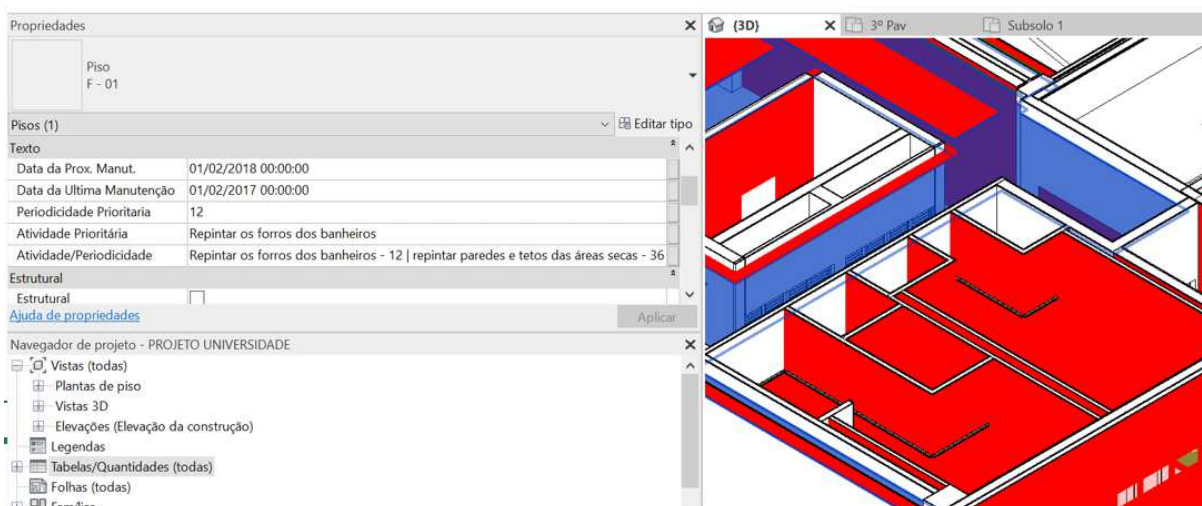 Propriedades
Piso
F - 01
Pisos (1)
Editar tipo
Texto
Data da Prox. Manut. 01/02/2018 00:00:00
Data da Ultima Manutenção 01/02/2017 00:00:00
Periodicidade Prioritaria 12
Atividade Prioritária Repintar os forros dos banheiros
Atividade/Periodicidade Repintar os forros dos banheiros - 12 | repintar paredes e tetos das áreas secas - 36
Estrutural
Estrutural
Ajuda de propriedades
Aplicar
Navegador de projeto - PROJETO UNIVERSIDADE
Vistas (todas)
Plantas de piso
Vistas 3D
Elevações (Elevação da construção)
Legendas
Tabelas/Quantidades (todas)
Folhas (todas)
{3D}
3º Pav
Subsolo 1